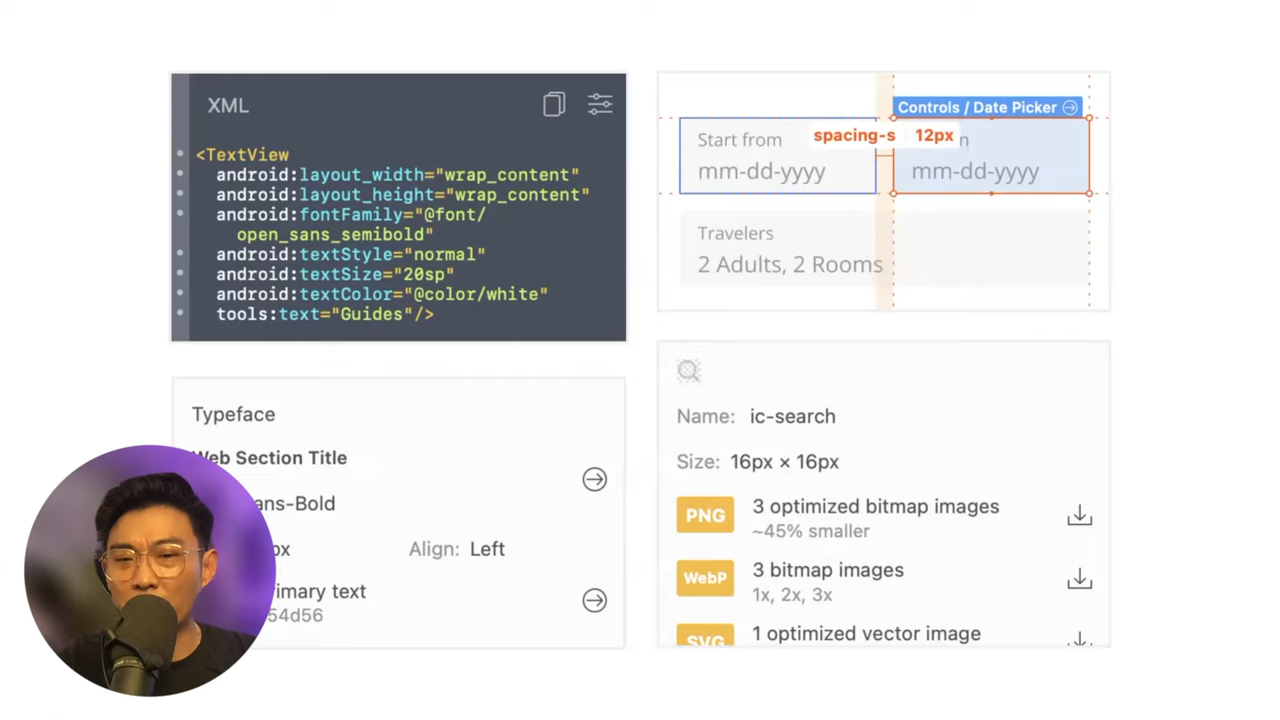 XML
<TextView
android:layout_width="wrap_content"
android:layout_height="wrap_content"
android:fontFamily="@font/
open_sans_semibold"
android:textStyle="normal"
android:textSize="20sp"
android:textColor="@color/white"
tools:text="Guides"/>
Controls / Date Picker
Start from
spacing-s 12px
mm-dd-yyyy
mm-dd-yyyy
Travelers
2 Adults, 2 Rooms
Typeface
Web Section Title
ans-Bold
px
Align: Left
rimary text
54d56
Name: ic-search
Size: 16px × 16px
PNG
3 optimized bitmap images
~45% smaller
WebP
3 bitmap images
1x, 2x, 3x
SVG
1 optimized vector image